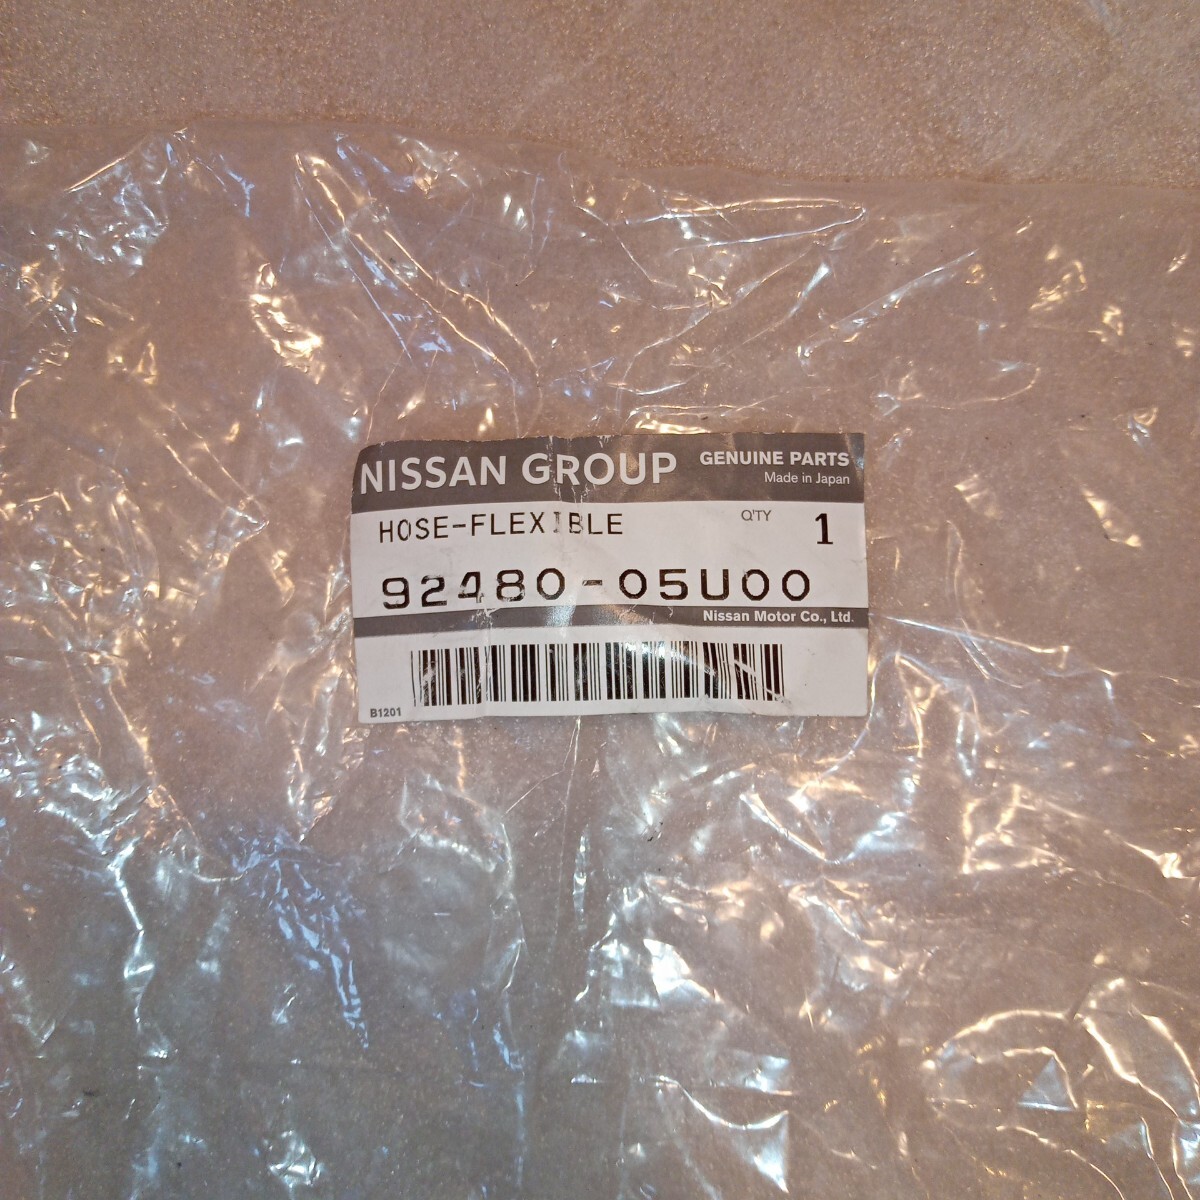 NISSAN GROUP GENUINE PARTS
Made in Japan
HOSE-FLEXIBLE Q'TY 1
92480-05U00
Nissan Motor Co., Ltd.
B1201